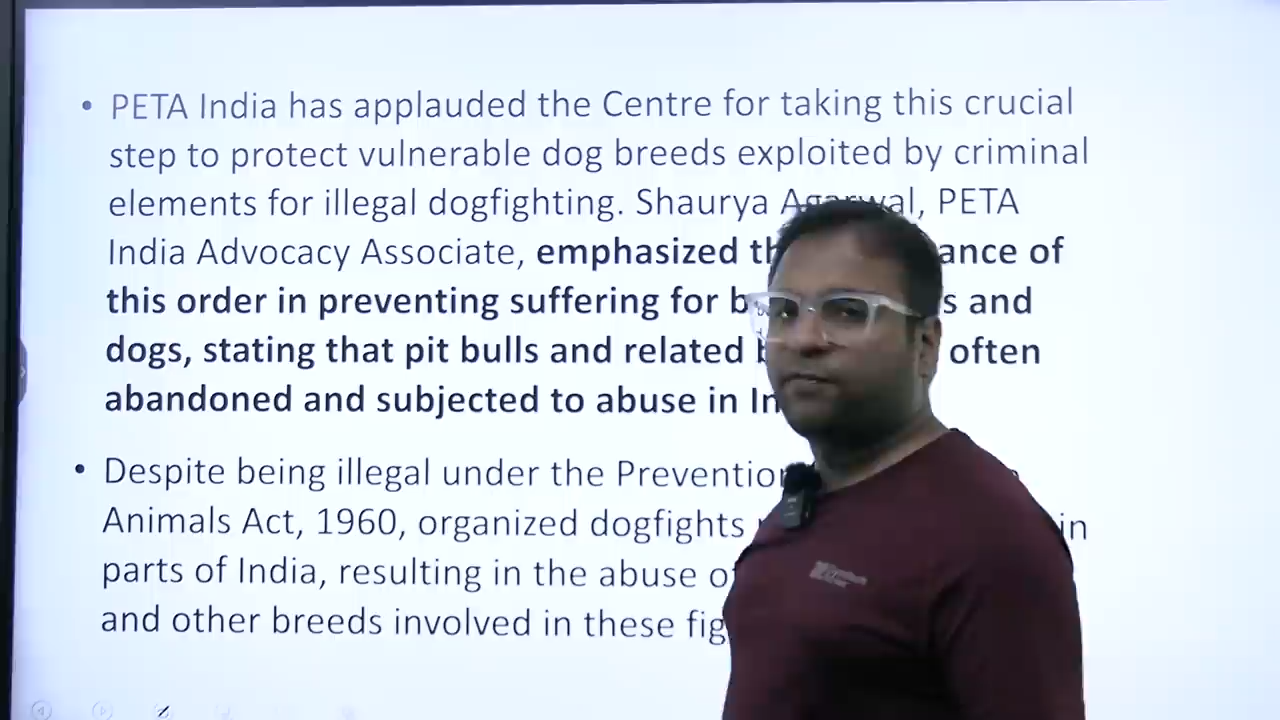 • PETA India has applauded the Centre for taking this crucial
step to protect vulnerable dog breeds exploited by criminal
elements for illegal dogfighting. Shaurya Agarwal, PETA
India Advocacy Associate, emphasized of
this order in preventing suffering for and
dogs, stating that pit bulls and related often
abandoned and subjected to abuse in
• Despite being illegal under the
Animals Act, 1960, organized dogfights in
parts of India, resulting in the abuse
and other breeds involved in these